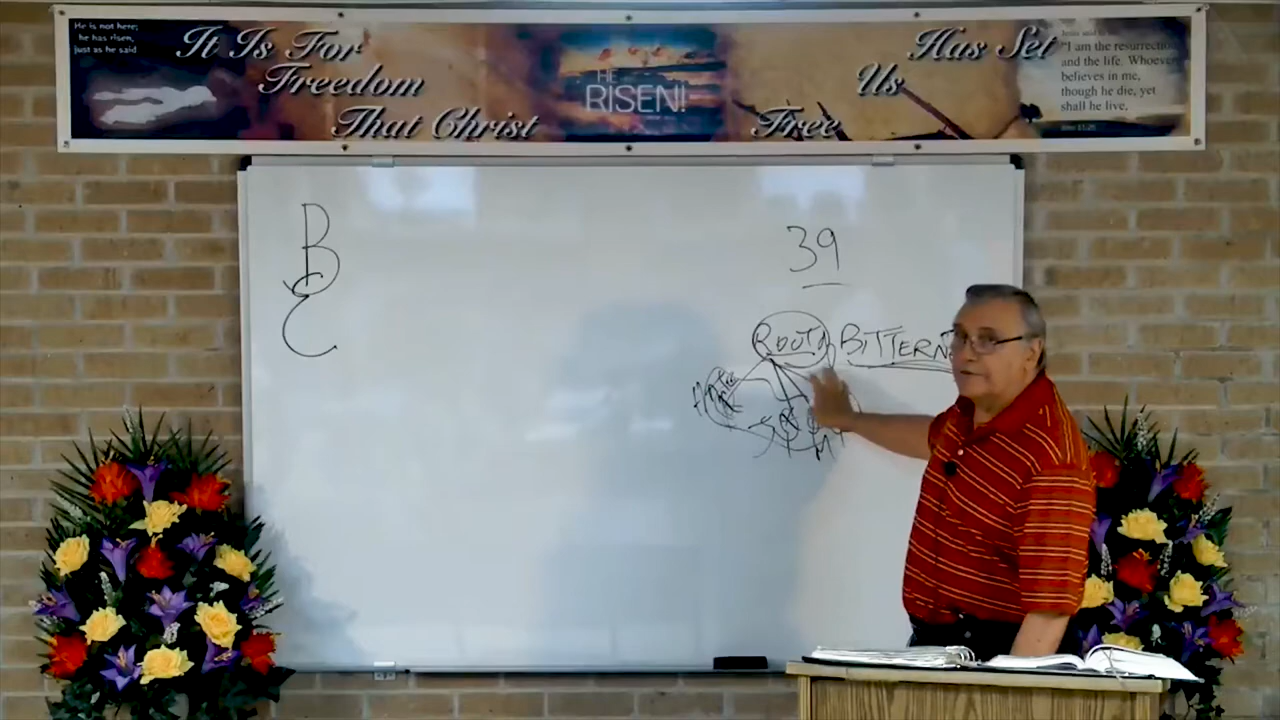 He is not here;
he has risen,
just as he said
It Is For
Freedom
That Christ
HE
RISEN!
Has Set
Us
Free
"I am the resurrection
and the life. Whoever
believes in me,
though he die, yet
shall he live.
B
C
39
ROOT BITTERN